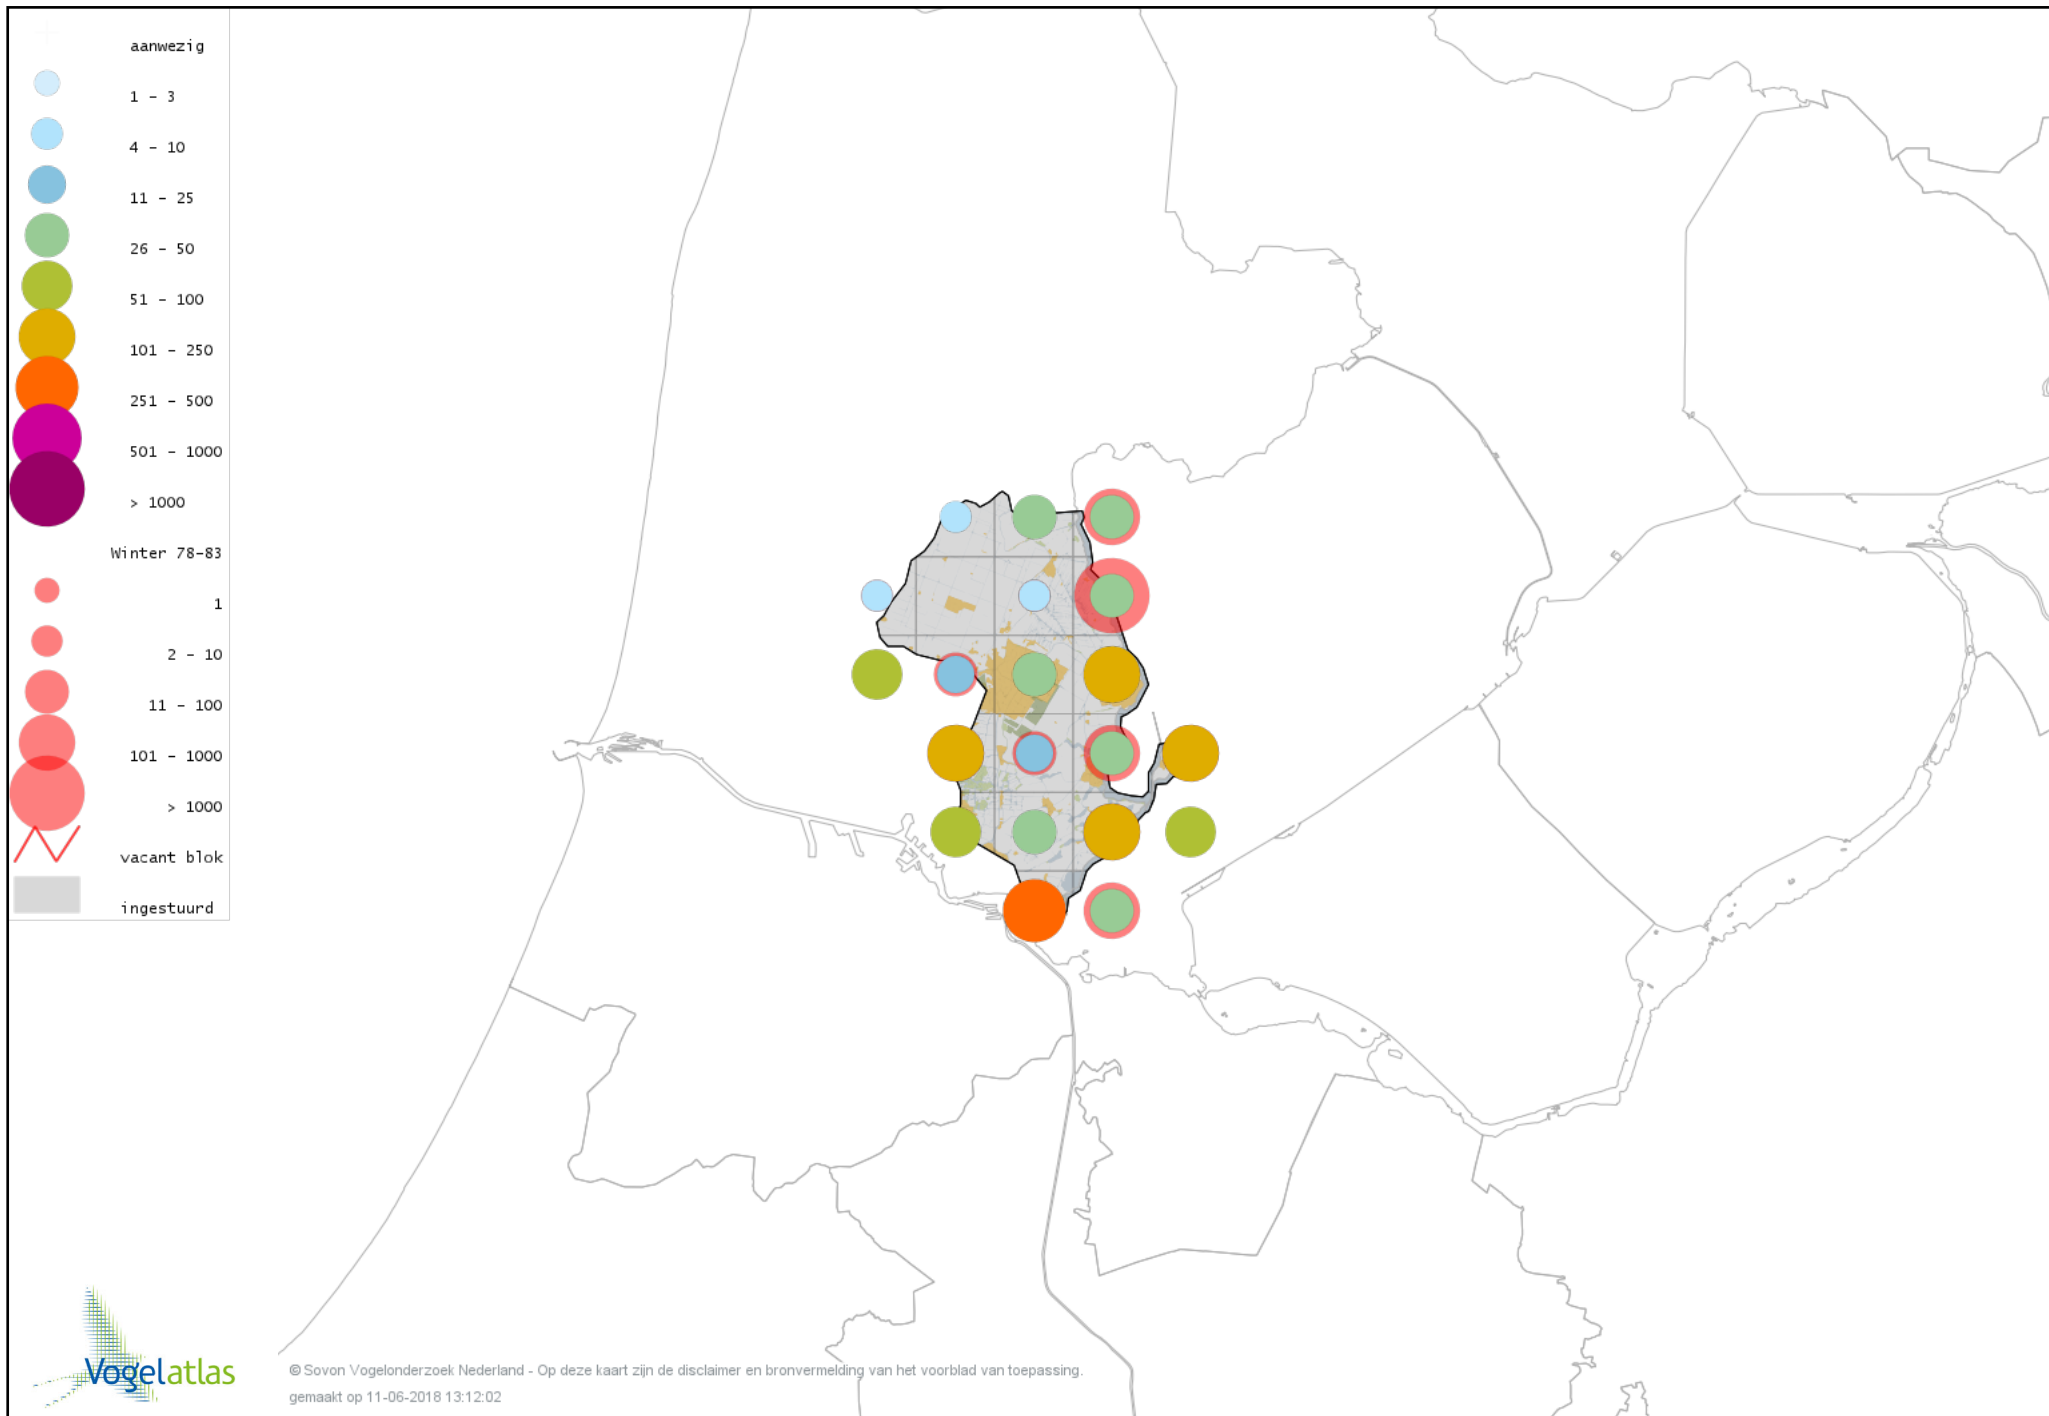 aanwezig
1 - 3
4 - 10
11 - 25
26 - 50
51 - 100
101 - 250
251 - 500
501 - 1000
> 1000
Winter 78-83
1
2 - 10
11 - 100
101 - 1000
> 1000
vacant blok
ingestuurd
Vogelatlas
© Sovon Vogelonderzoek Nederland - Op deze kaart zijn de disclaimer en bronvermelding van het voorblad van toepassing.
gemaakt op 11-06-2018 13:12:02